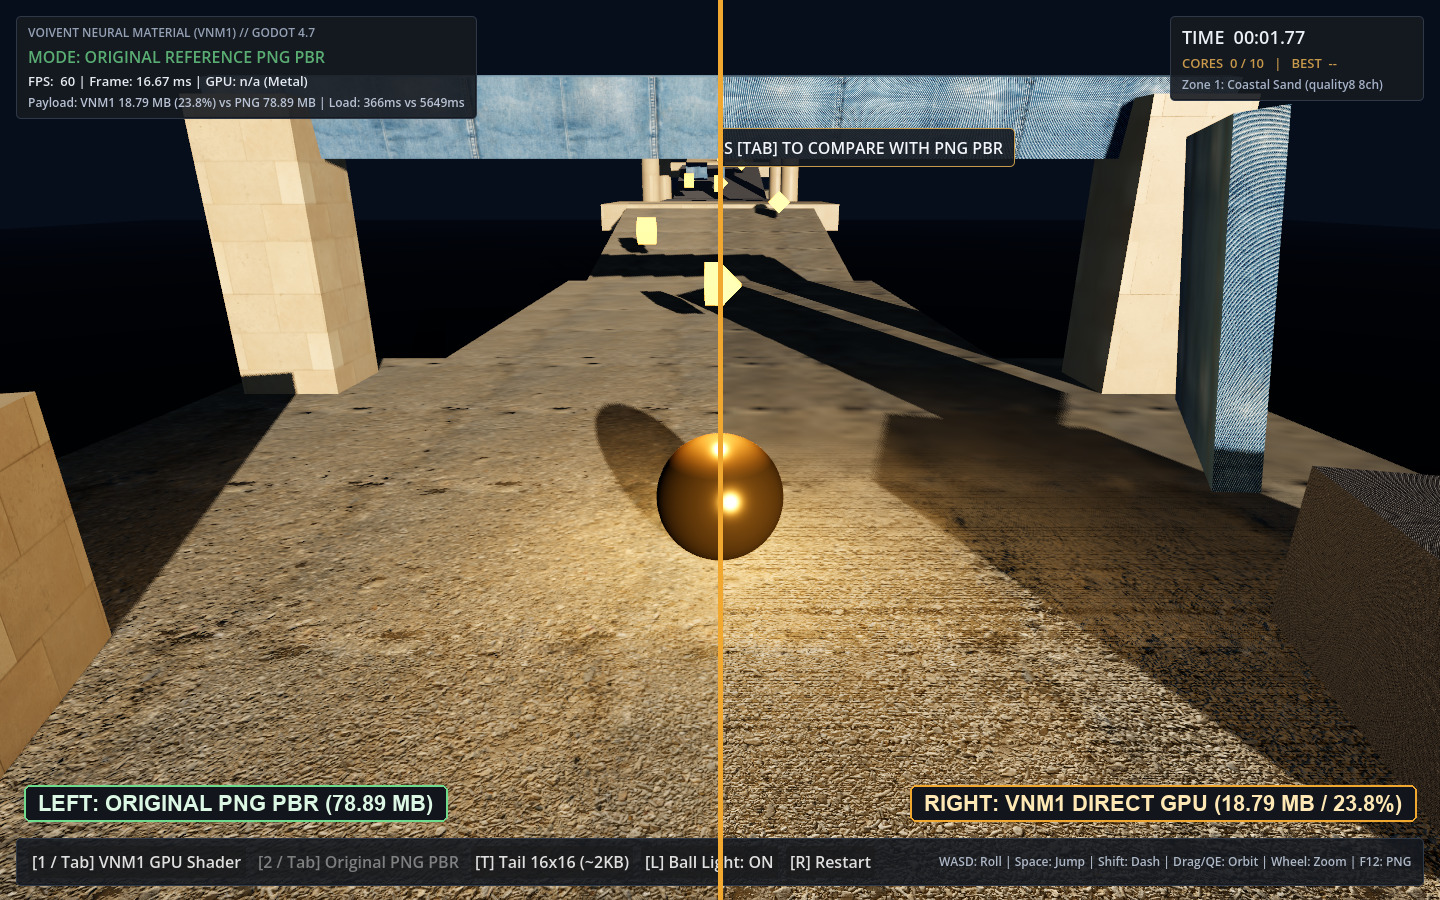 VOIVENT NEURAL MATERIAL (VNM1) // GODOT 4.7
MODE: ORIGINAL REFERENCE PNG PBR
FPS: 60 | Frame: 16.67 ms | GPU: n/a (Metal)
Payload: VNM1 18.79 MB (23.8%) vs PNG 78.89 MB | Load: 366ms vs 5649ms
TIME 00:01.77
CORES 0 / 10 | BEST --
Zone 1: Coastal Sand (quality8 8ch)
S [TAB] TO COMPARE WITH PNG PBR
LEFT: ORIGINAL PNG PBR (78.89 MB)
RIGHT: VNM1 DIRECT GPU (18.79 MB / 23.8%)
[1 / Tab] VNM1 GPU Shader [2 / Tab] Original PNG PBR [T] Tail 16x16 (~2KB) [L] Ball Light: ON [R] Restart
WASD: Roll | Space: Jump | Shift: Dash | Drag/QE: Orbit | Wheel: Zoom | F12: PNG